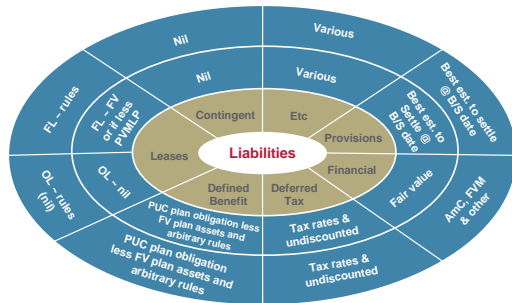 Nil
Various
Nil
Various
FL ~ rules
FL ~ FV
or if less
PVMLP
Best est. to
Settle @
B/S date
Best est. to settle
@ B/S date
Contingent
Etc
Leases
Provisions
Liabilities
Financial
Defined
Benefit
Deferred
Tax
OL ~ rules
(nil)
OL ~ nil
Fair value
AmC, FVM
& other
PUC plan obligation less
FV plan assets and
arbitrary rules
Tax rates &
undiscounted
PUC plan obligation
less FV plan assets and
arbitrary rules
Tax rates &
undiscounted